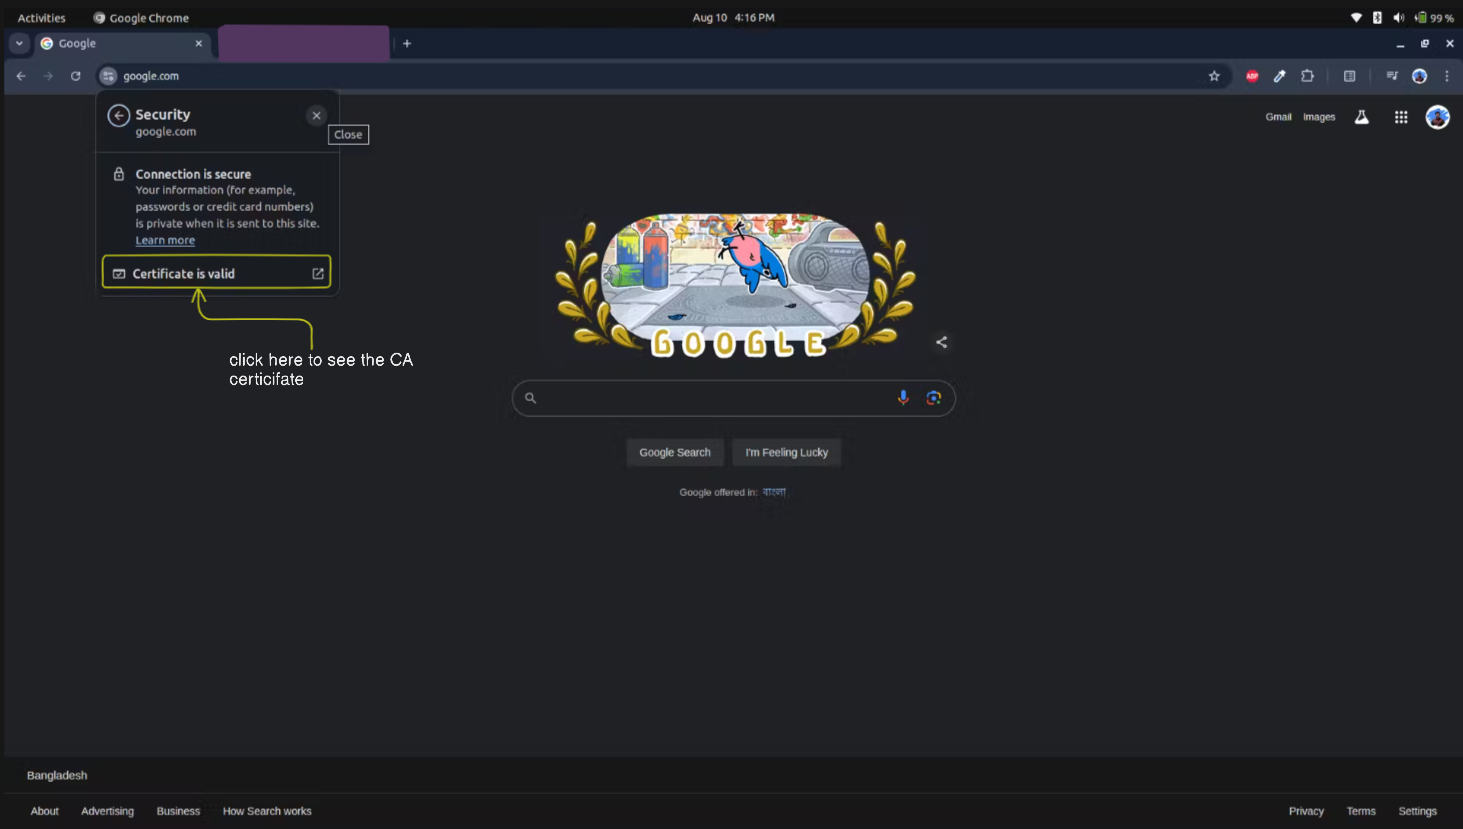 Activities
Google Chrome
Aug 10 4:16 PM
99 %
Google
google.com
ABP
Security
google.com
Close
Connection is secure
Your information (for example,
passwords or credit card numbers)
is private when it is sent to this site.
Learn more
Certificate is valid
click here to see the CA
certicifate
Gmail
Images
GOOGLE
Google Search
I'm Feeling Lucky
Google offered in: বাংলা
Bangladesh
About
Advertising
Business
How Search works
Privacy
Terms
Settings